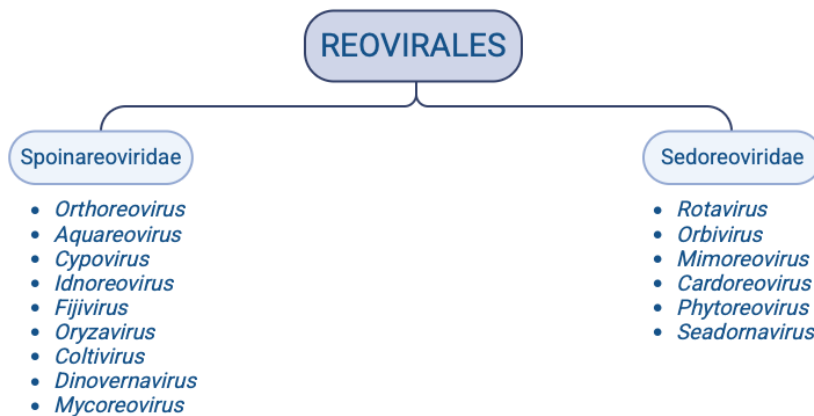 REOVIRALES
Spoinareoviridae
Orthoreovirus
Aquareovirus
Cypovirus
Idnoreovirus
Fijivirus
Oryzavirus
Coltivirus
Dinovernavirus
Mycoreovirus
Sedoreoviridae
Rotavirus
Orbivirus
Mimoreovirus
Cardoreovirus
Phytoreovirus
Seadornavirus